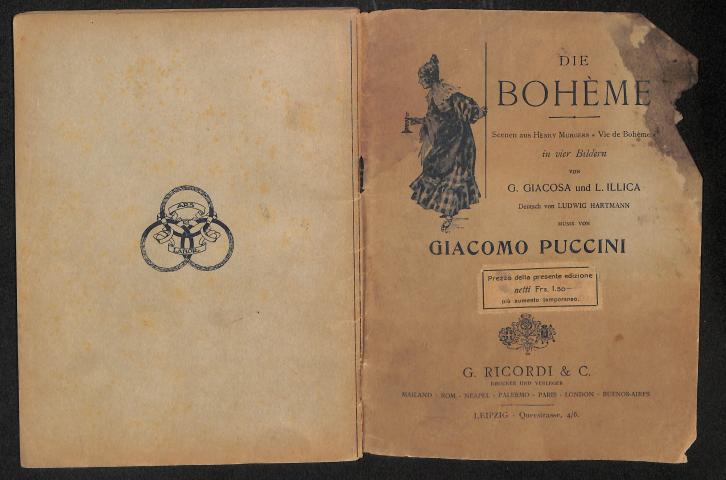 ARS
LABOR
DIE
BOHÈME
Scenen aus HENRY MURGERS « Vie de Bohème »
in vier Bildern
VON
G. GIACOSA und L. ILLICA
Deutsch von LUDWIG HARTMANN
MUSIK VON
GIACOMO PUCCINI
Prezzo della presente edizione
netti Frs. 1.50
più aumento temporaneo.
G. RICORDI & C.
DRUCKER UND VERLEGER
MAILAND - ROM - NEAPEL - PALERMO - PARIS - LONDON - BUENOS-AIRES
LEIPZIG - Querstrasse, 4/6.